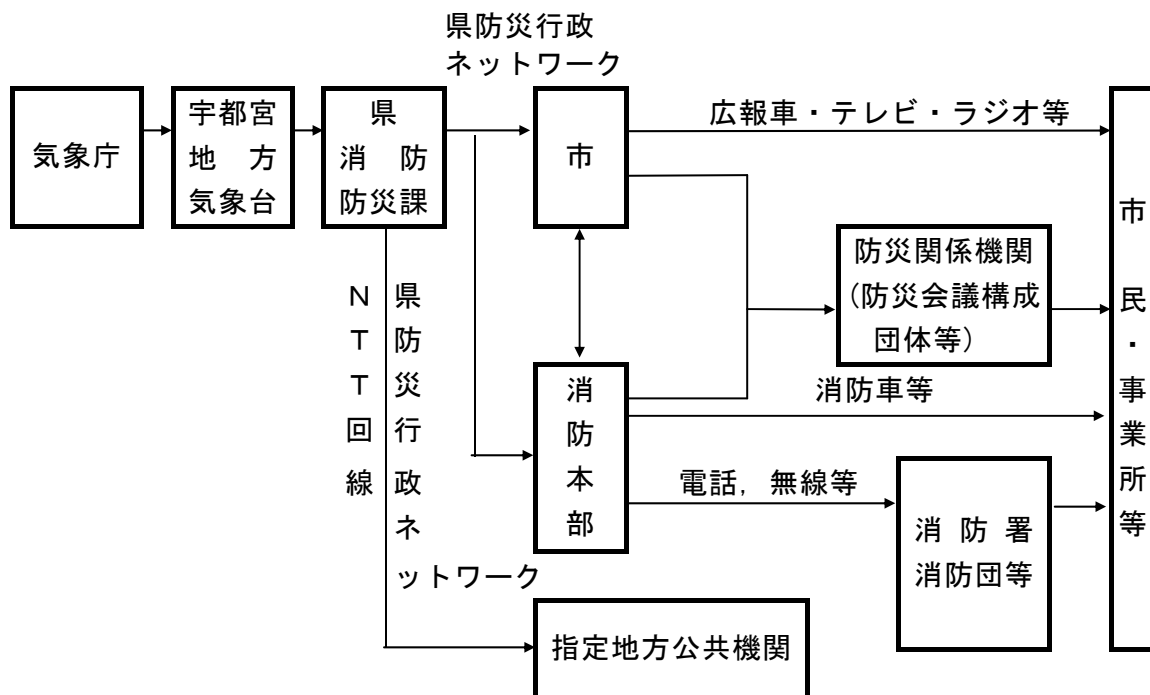 県防災行政
ネットワーク
気象庁
宇都宮
地方
気象台
県
消防
防災課
市
広報車・テレビ・ラジオ等
防災関係機関
(防災会議構成
団体等)
市民・事業所等
NTT回線
県防災行政ネットワーク
消防本部
消防車等
電話，無線等
消防署
消防団等
指定地方公共機関